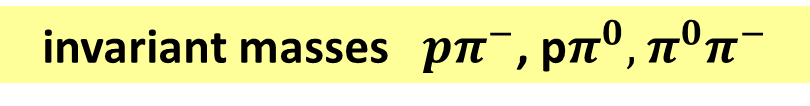 invariant masses pπ⁻, pπ⁰, π⁰π⁻